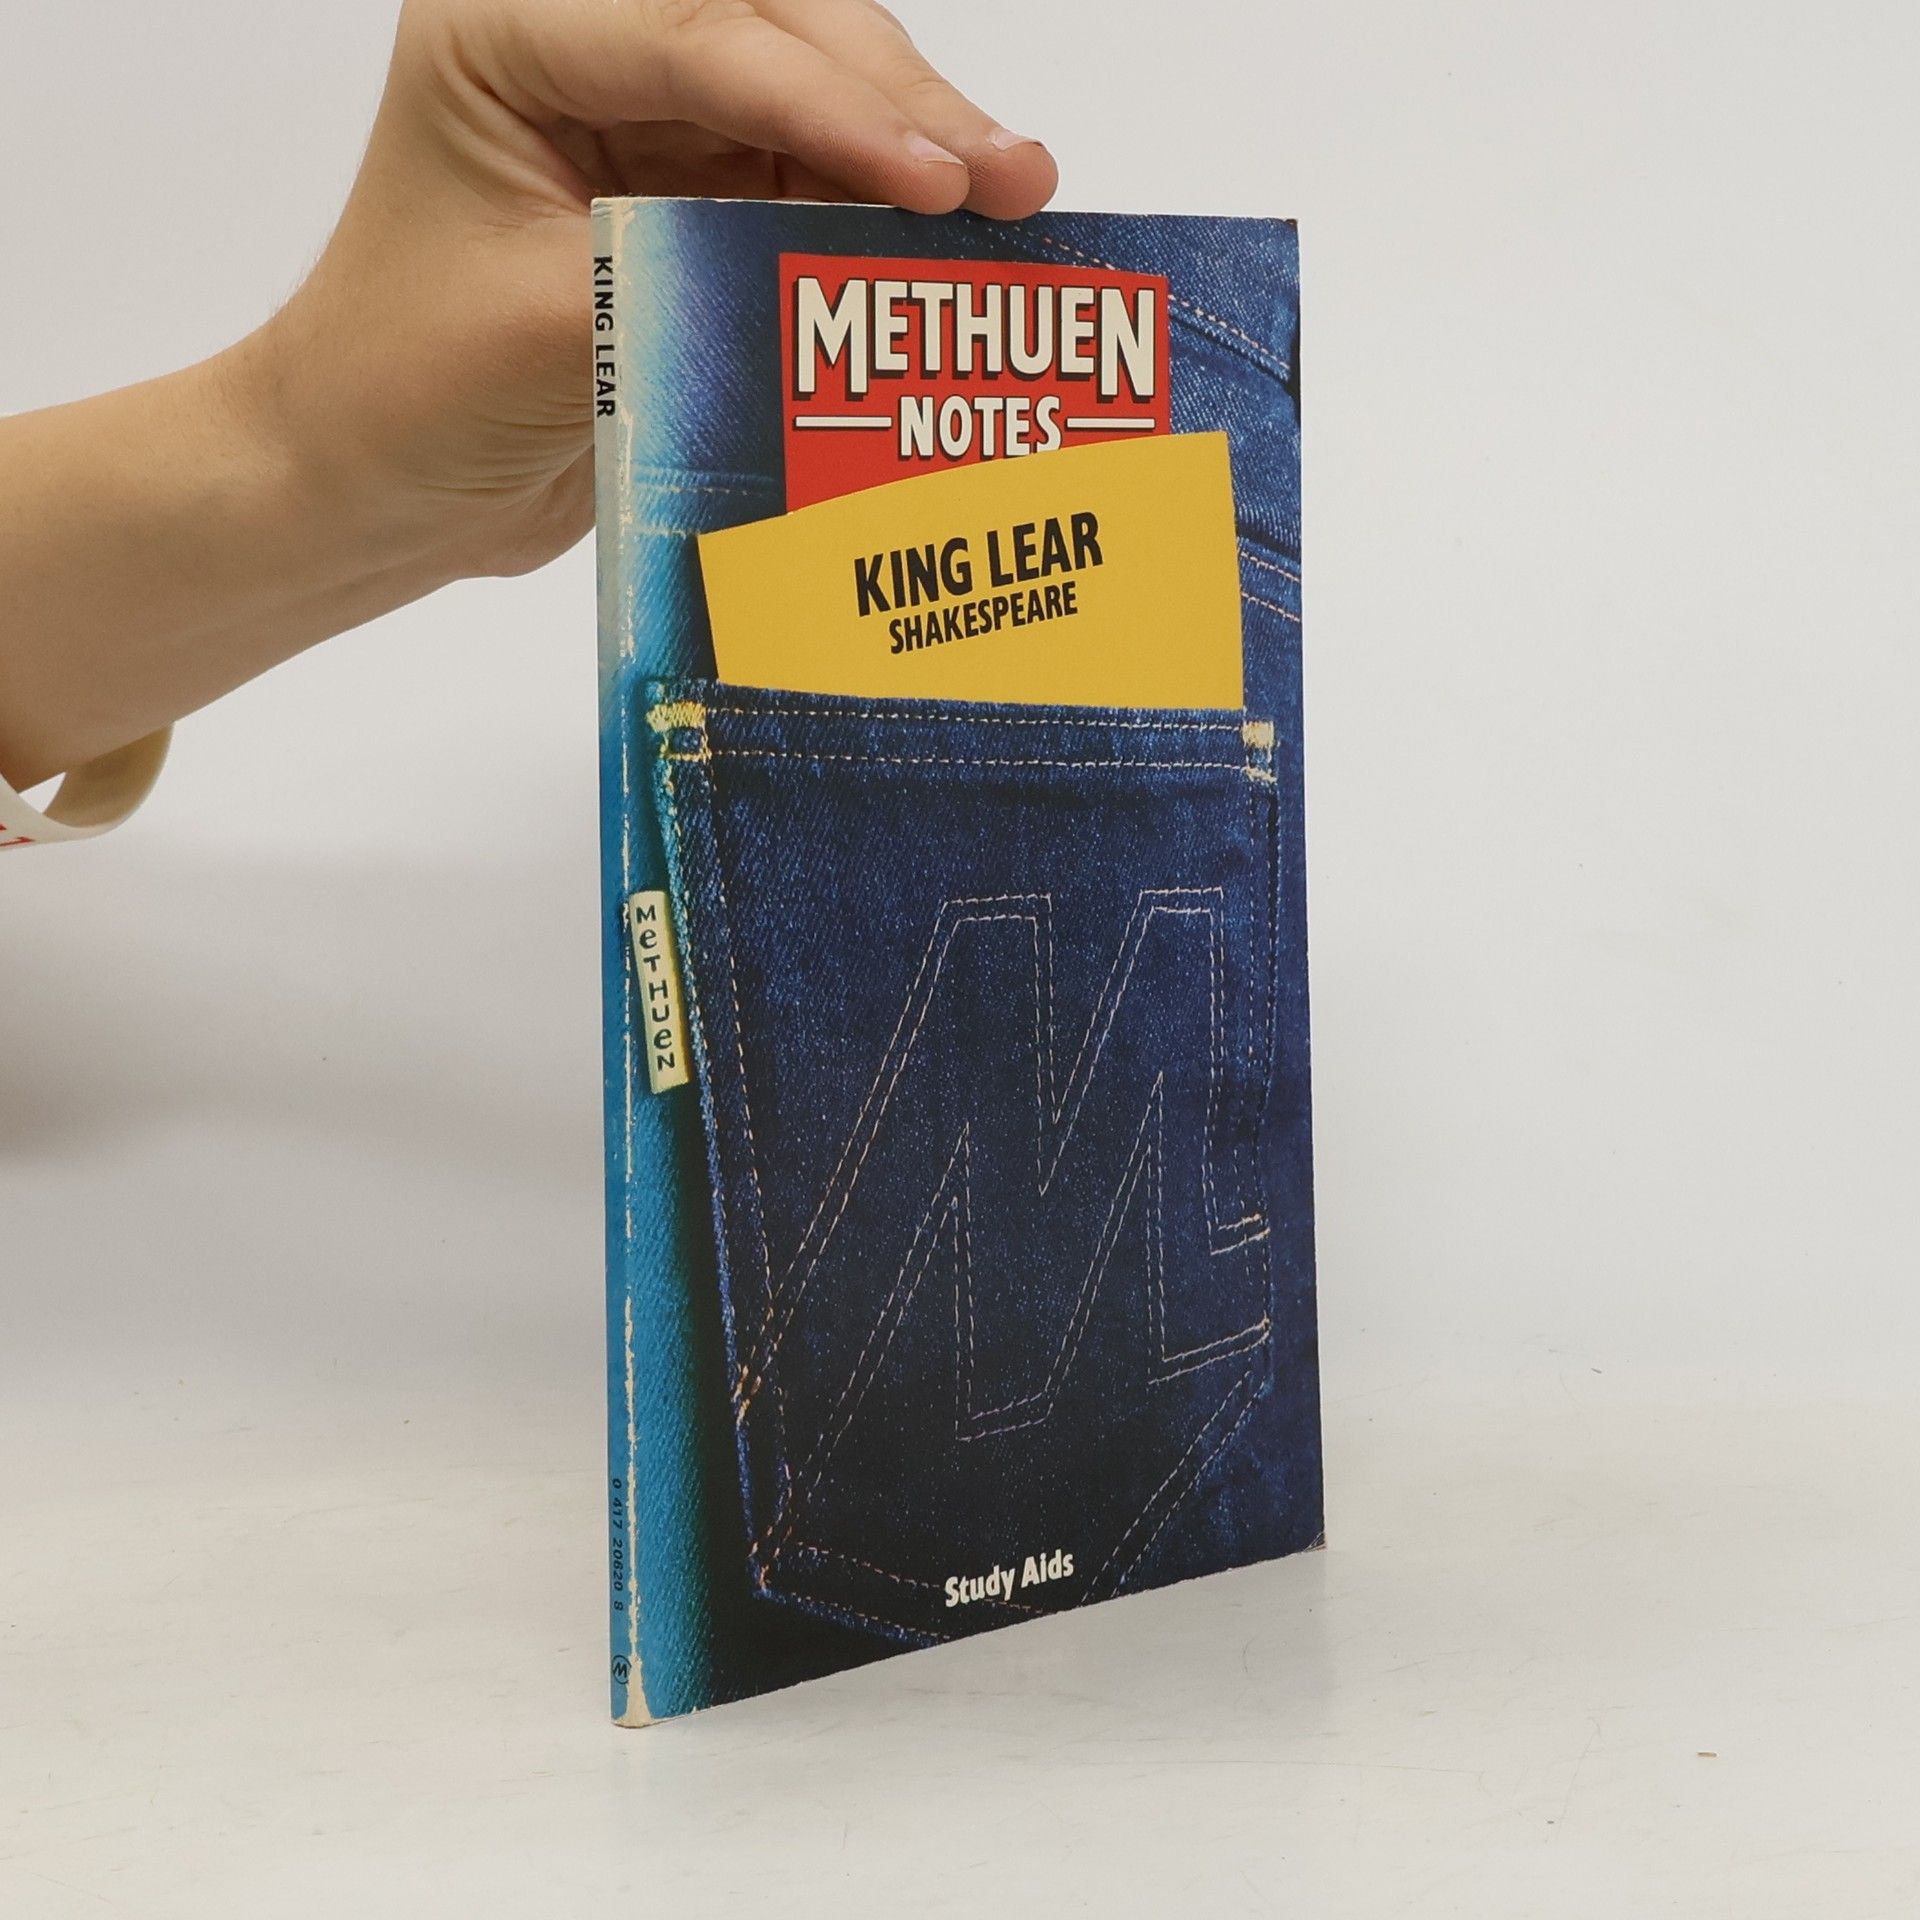 KING LEAR
METHUEN
NOTES
KING LEAR
SHAKESPEARE
METHUEN
Study Aids
0 417 20620 8
M